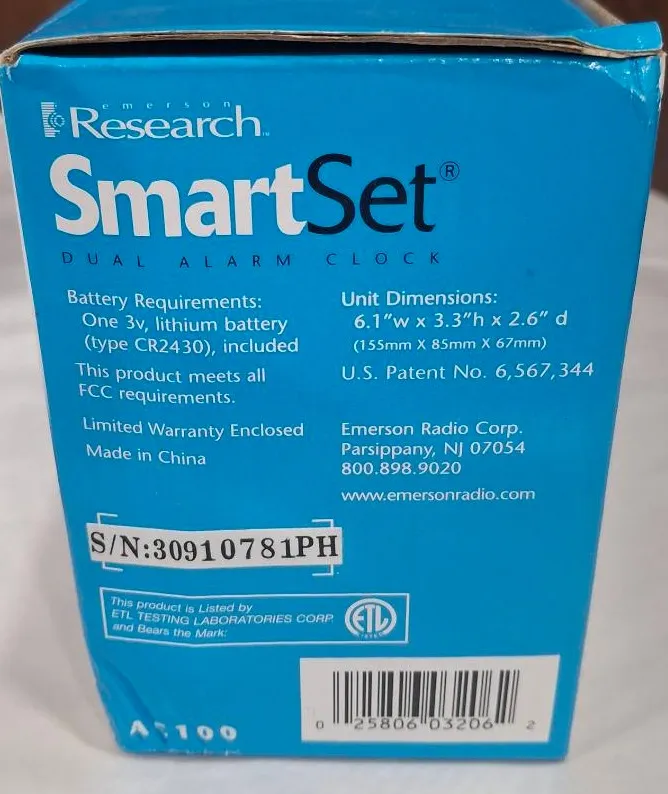 emerson
Research™
SmartSet®
DUAL ALARM CLOCK
Battery Requirements:
One 3v, lithium battery
(type CR2430), included
This product meets all
FCC requirements.
Limited Warranty Enclosed
Made in China
Unit Dimensions:
6.1"w x 3.3"h x 2.6" d
(155mm X 85mm X 67mm)
U.S. Patent No. 6,567,344
Emerson Radio Corp.
Parsippany, NJ 07054
800.898.9020
www.emersonradio.com
S/N:30910781PH
This product is Listed by
ETL TESTING LABORATORIES CORP.
and Bears the Mark:
ETL
LISTED
0 25806 03206 2